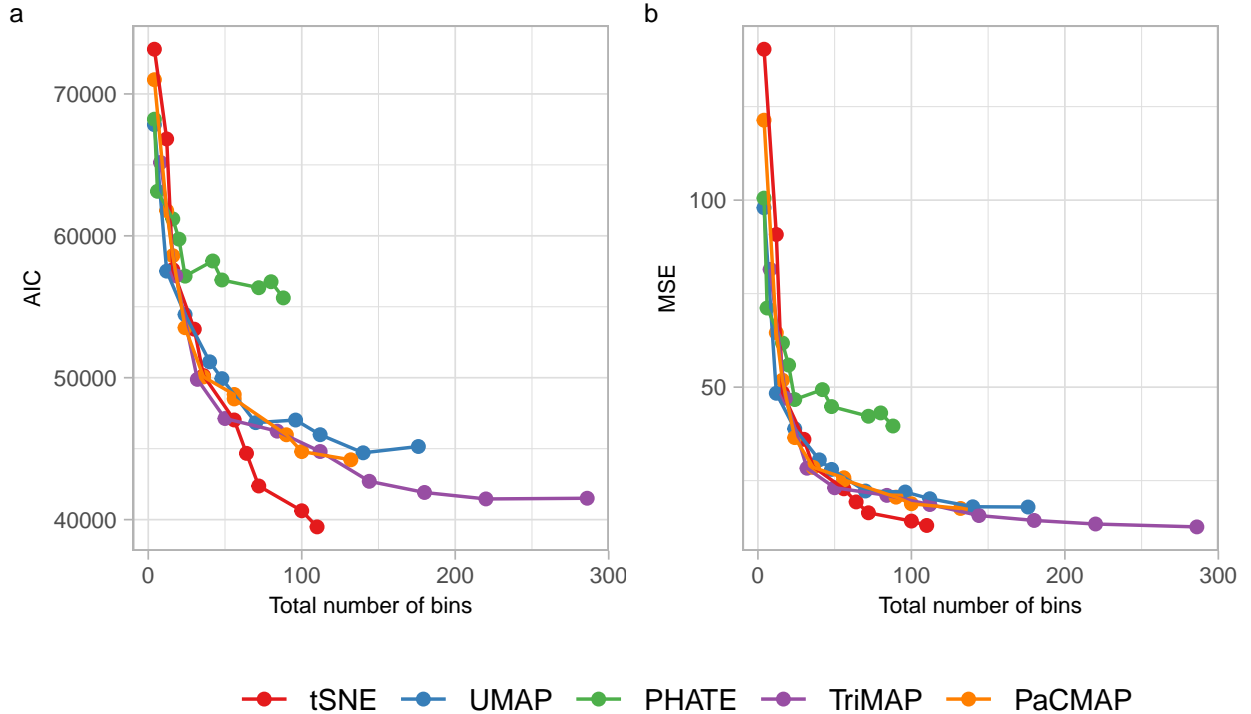 a
70000
60000
50000
40000
AIC
0 100 200 300
Total number of bins
b
100
50
MSE
0 100 200 300
Total number of bins
tSNE UMAP PHATE TriMAP PaCMAP